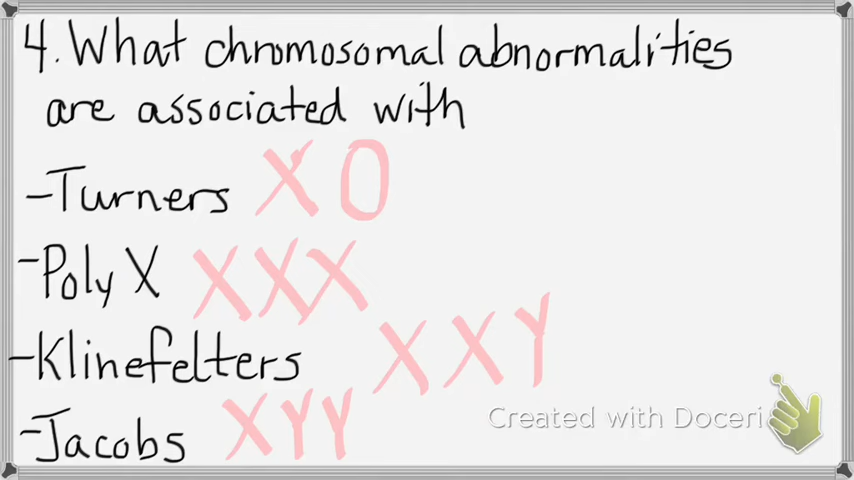 4. What chromosomal abnormalities
are associated with
-Turners XO
-Poly X XXX
-Klinefelters XXY
-Jacobs XYY
Created with Doceri